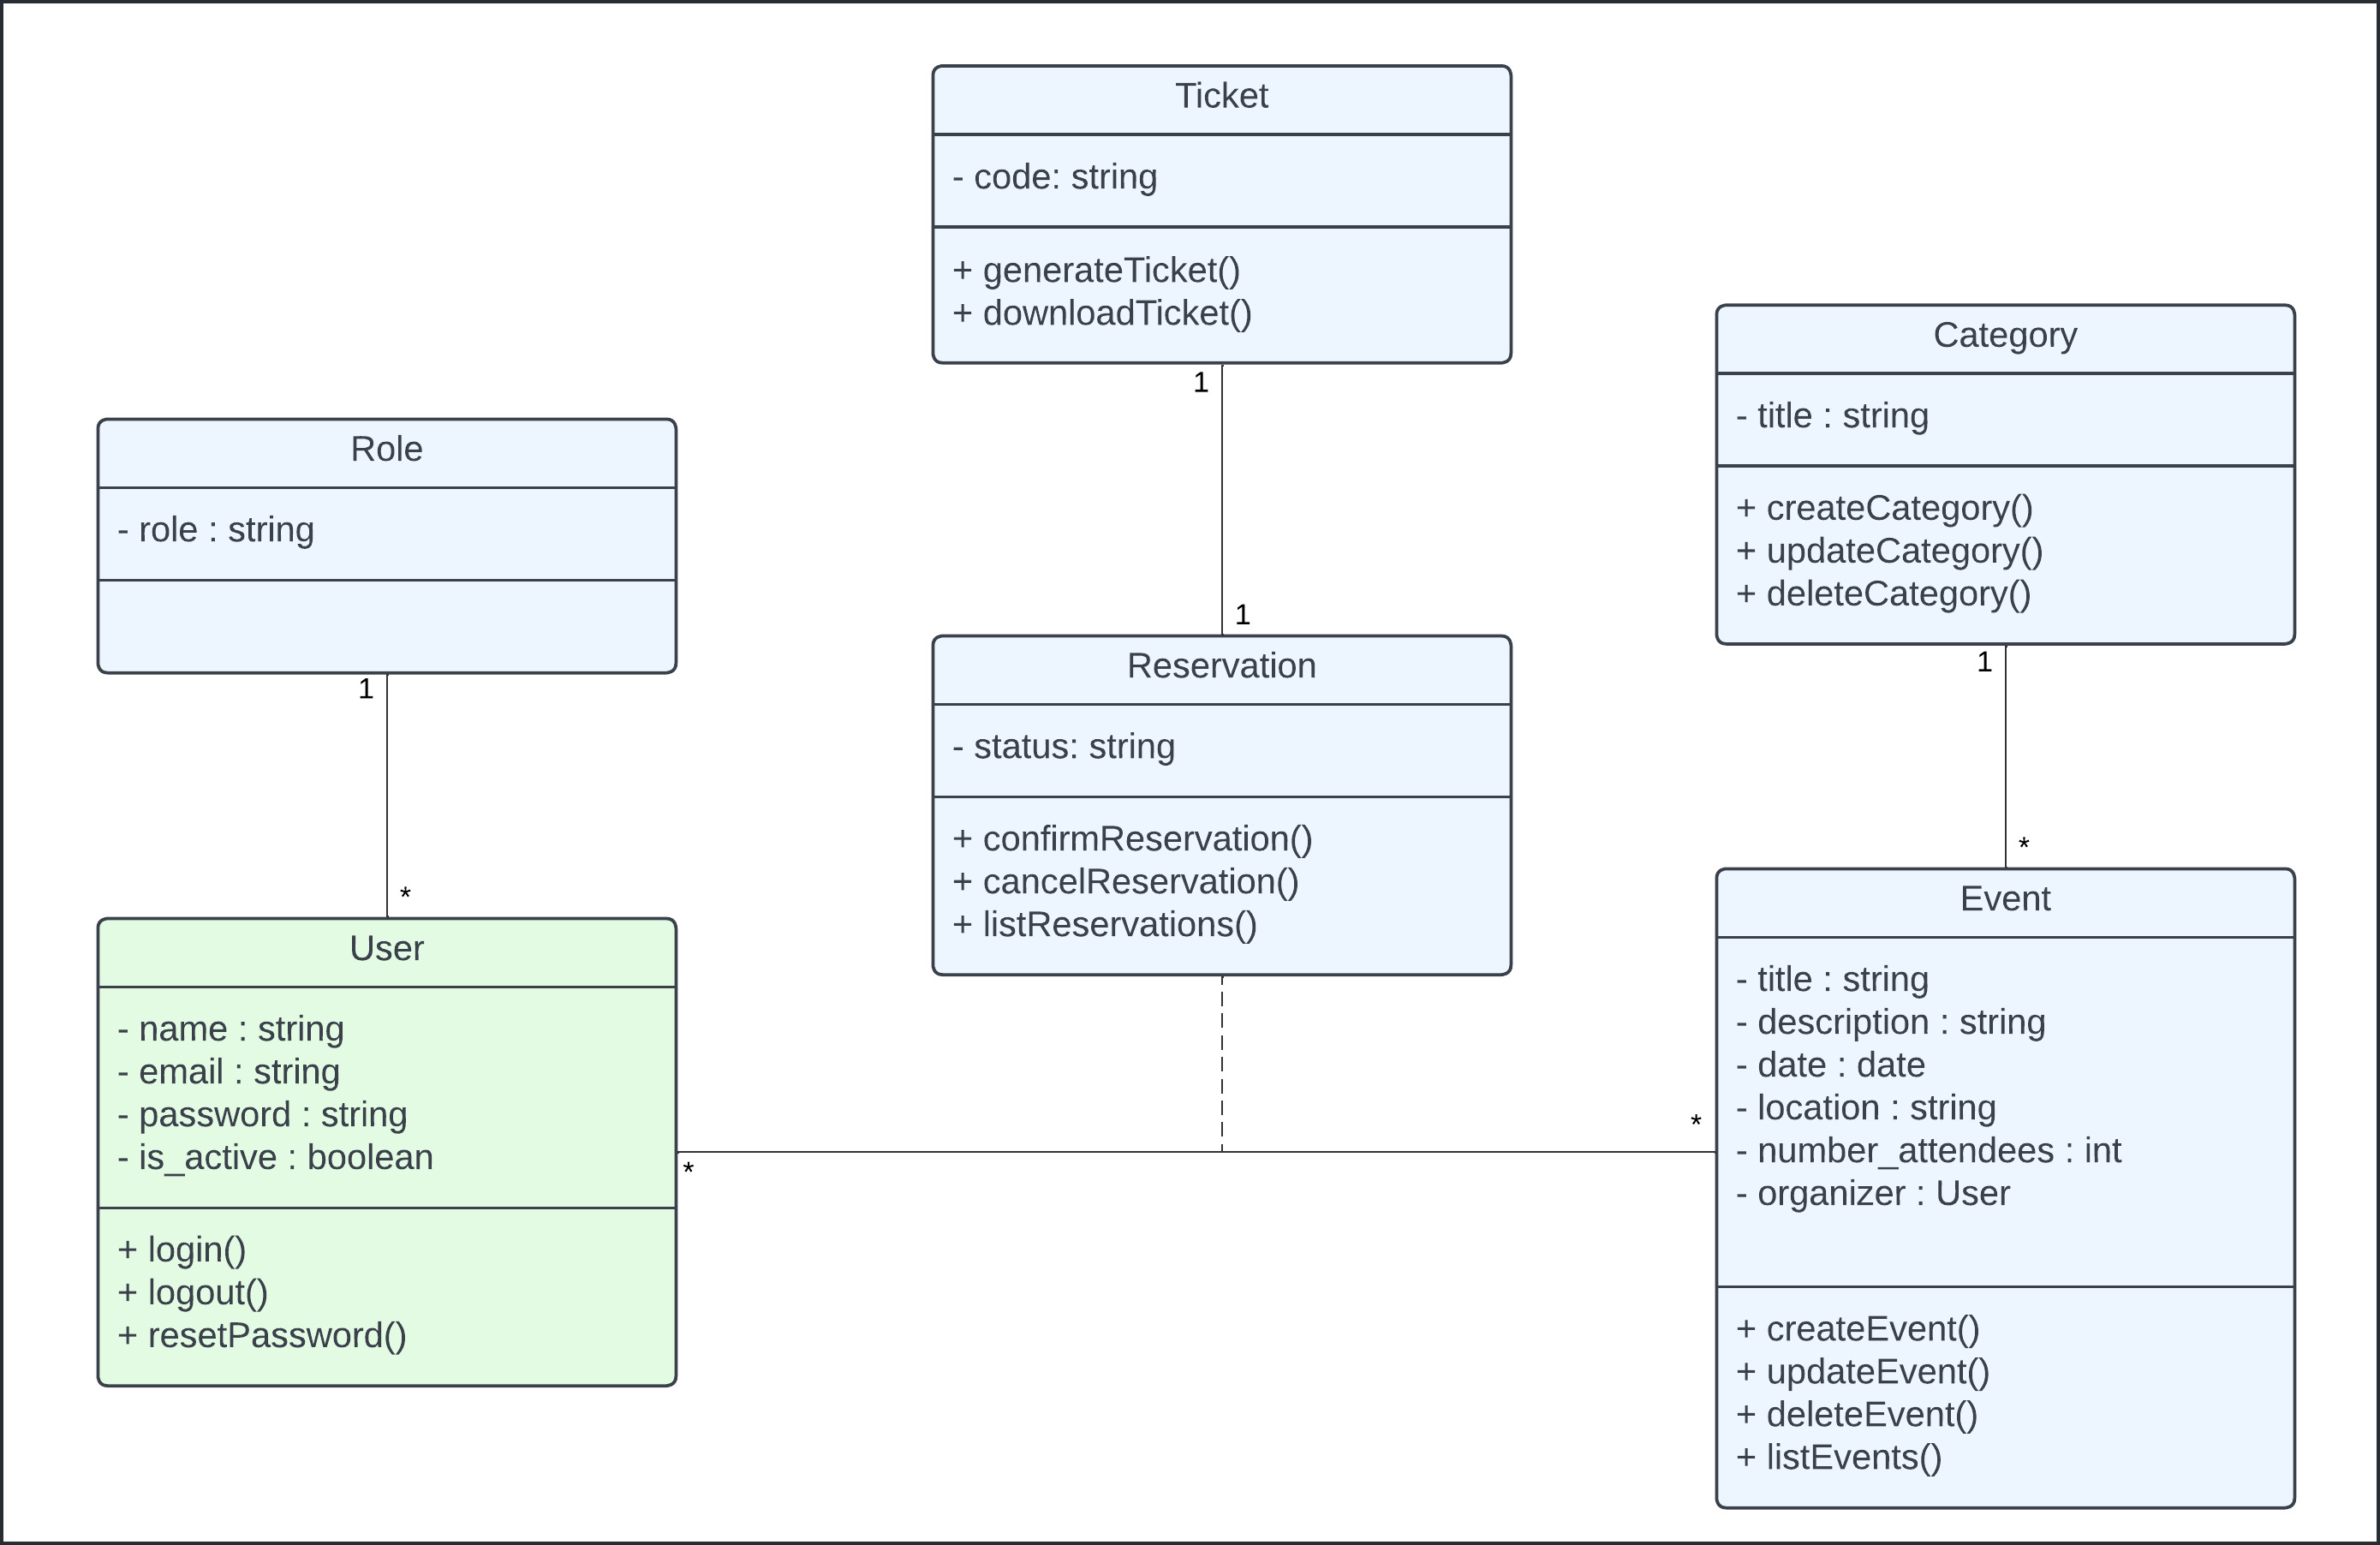 Ticket
- code: string
+ generateTicket()
+ downloadTicket()
1
Category
- title : string
+ createCategory()
+ updateCategory()
+ deleteCategory()
1
Role
- role : string
1
1
Reservation
- status: string
+ confirmReservation()
+ cancelReservation()
+ listReservations()
*
User
- name : string
- email : string
- password : string
- is_active : boolean
+ login()
+ logout()
+ resetPassword()
*
*
*
Event
- title : string
- description : string
- date : date
- location : string
- number_attendees : int
- organizer : User
+ createEvent()
+ updateEvent()
+ deleteEvent()
+ listEvents()